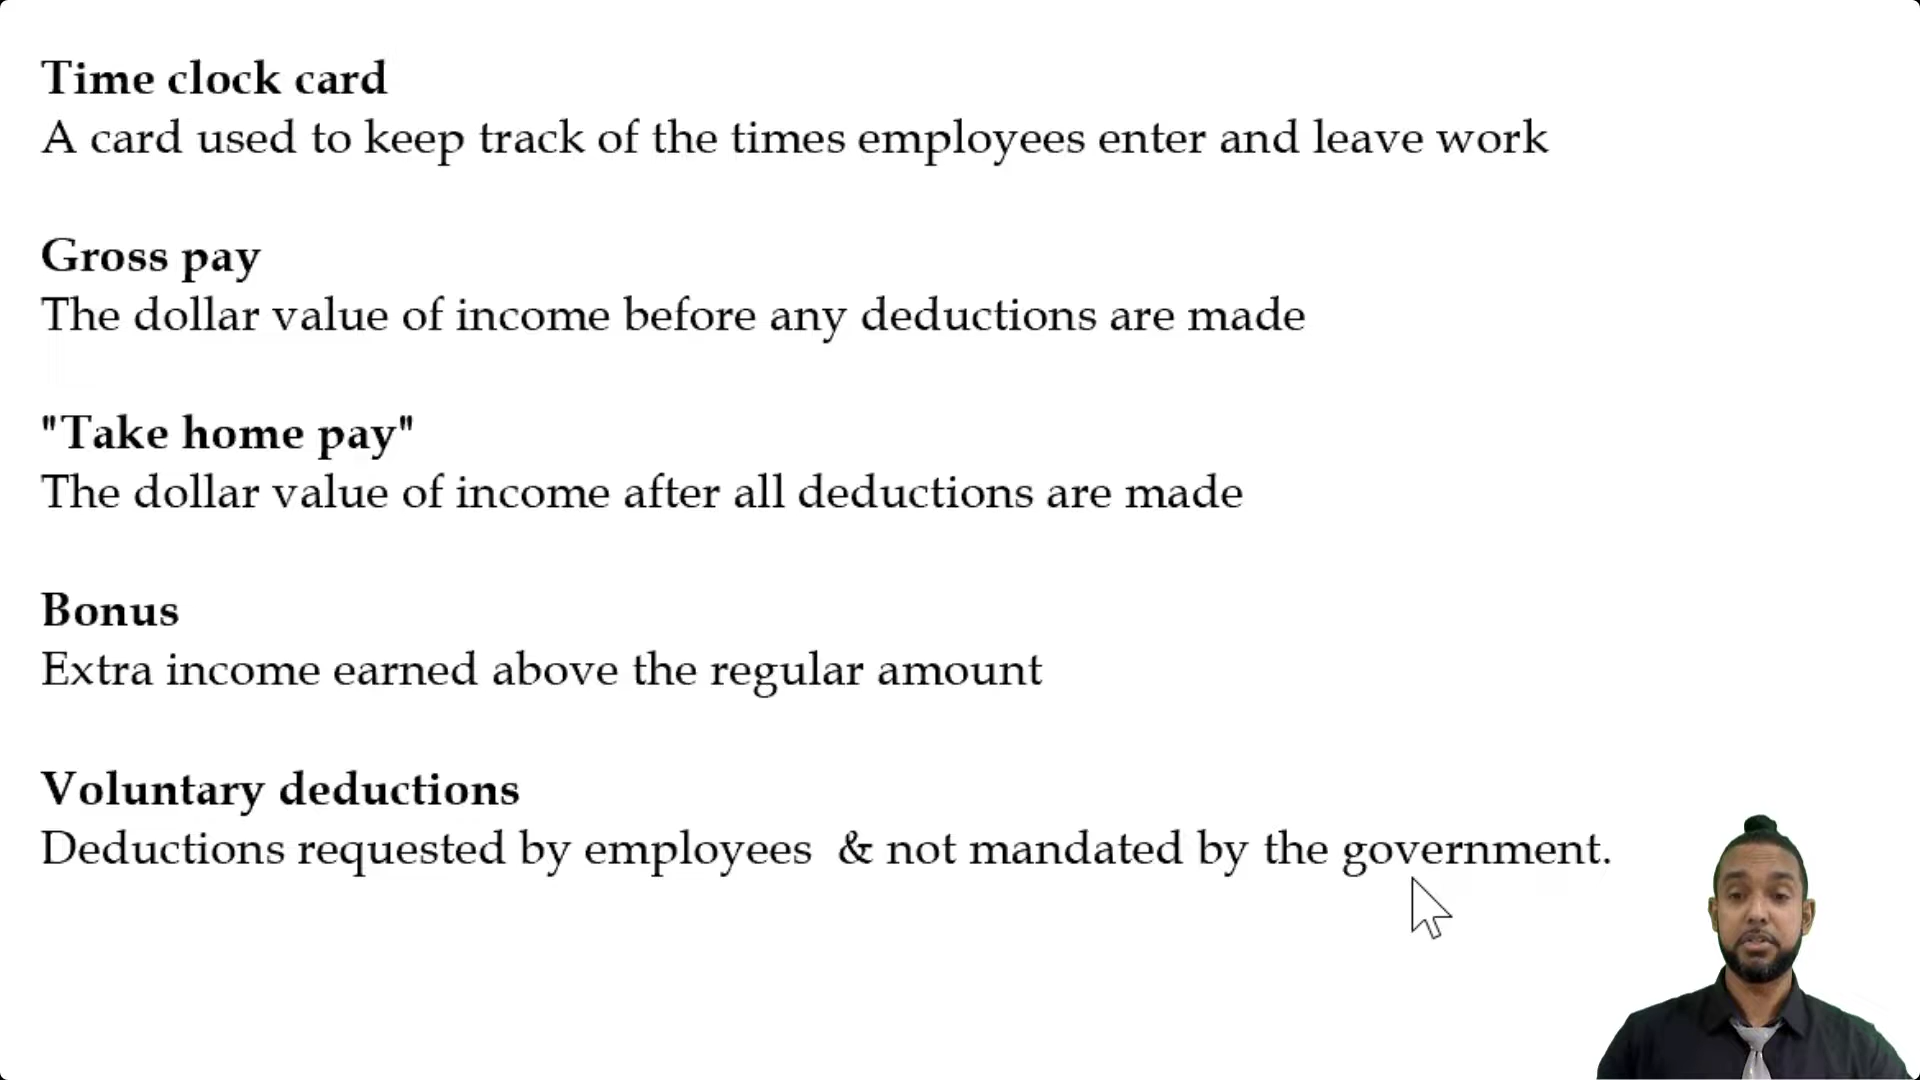 Time clock card
A card used to keep track of the times employees enter and leave work
Gross pay
The dollar value of income before any deductions are made
"Take home pay"
The dollar value of income after all deductions are made
Bonus
Extra income earned above the regular amount
Voluntary deductions
Deductions requested by employees & not mandated by the government.